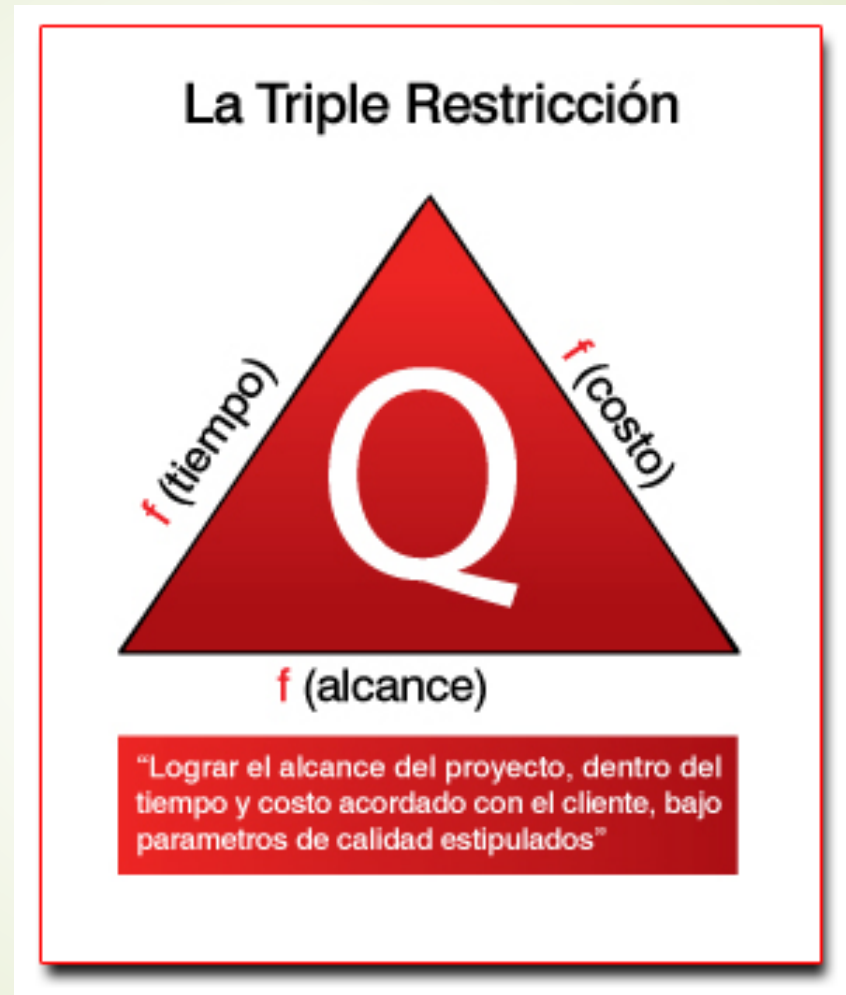 La Triple Restricción
f (tiempo)
f (costo)
Q
f (alcance)
“Lograr el alcance del proyecto, dentro del
tiempo y costo acordado con el cliente, bajo
parametros de calidad estipulados”